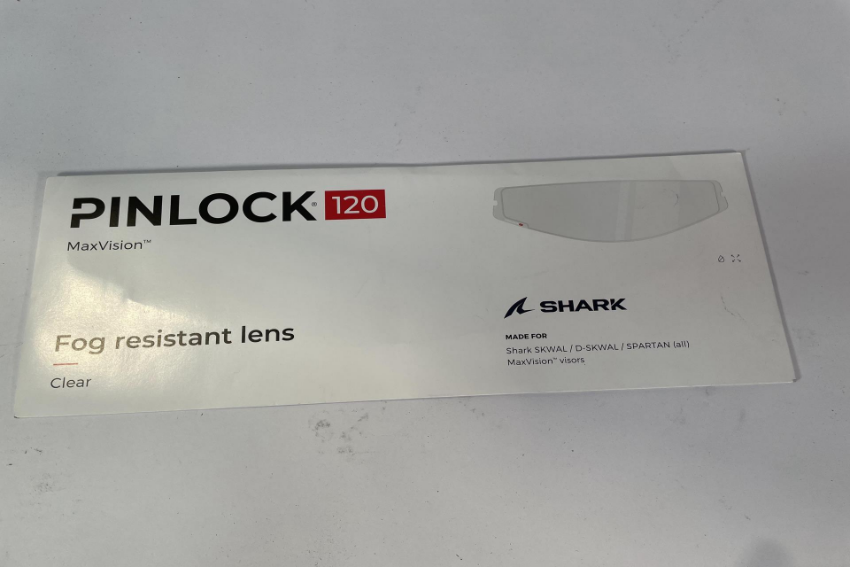 PINLOCK® 120
MaxVision™
Fog resistant lens
Clear
SHARK
MADE FOR
Shark SKWAL / D-SKWAL / SPARTAN (all)
MaxVision™ visors